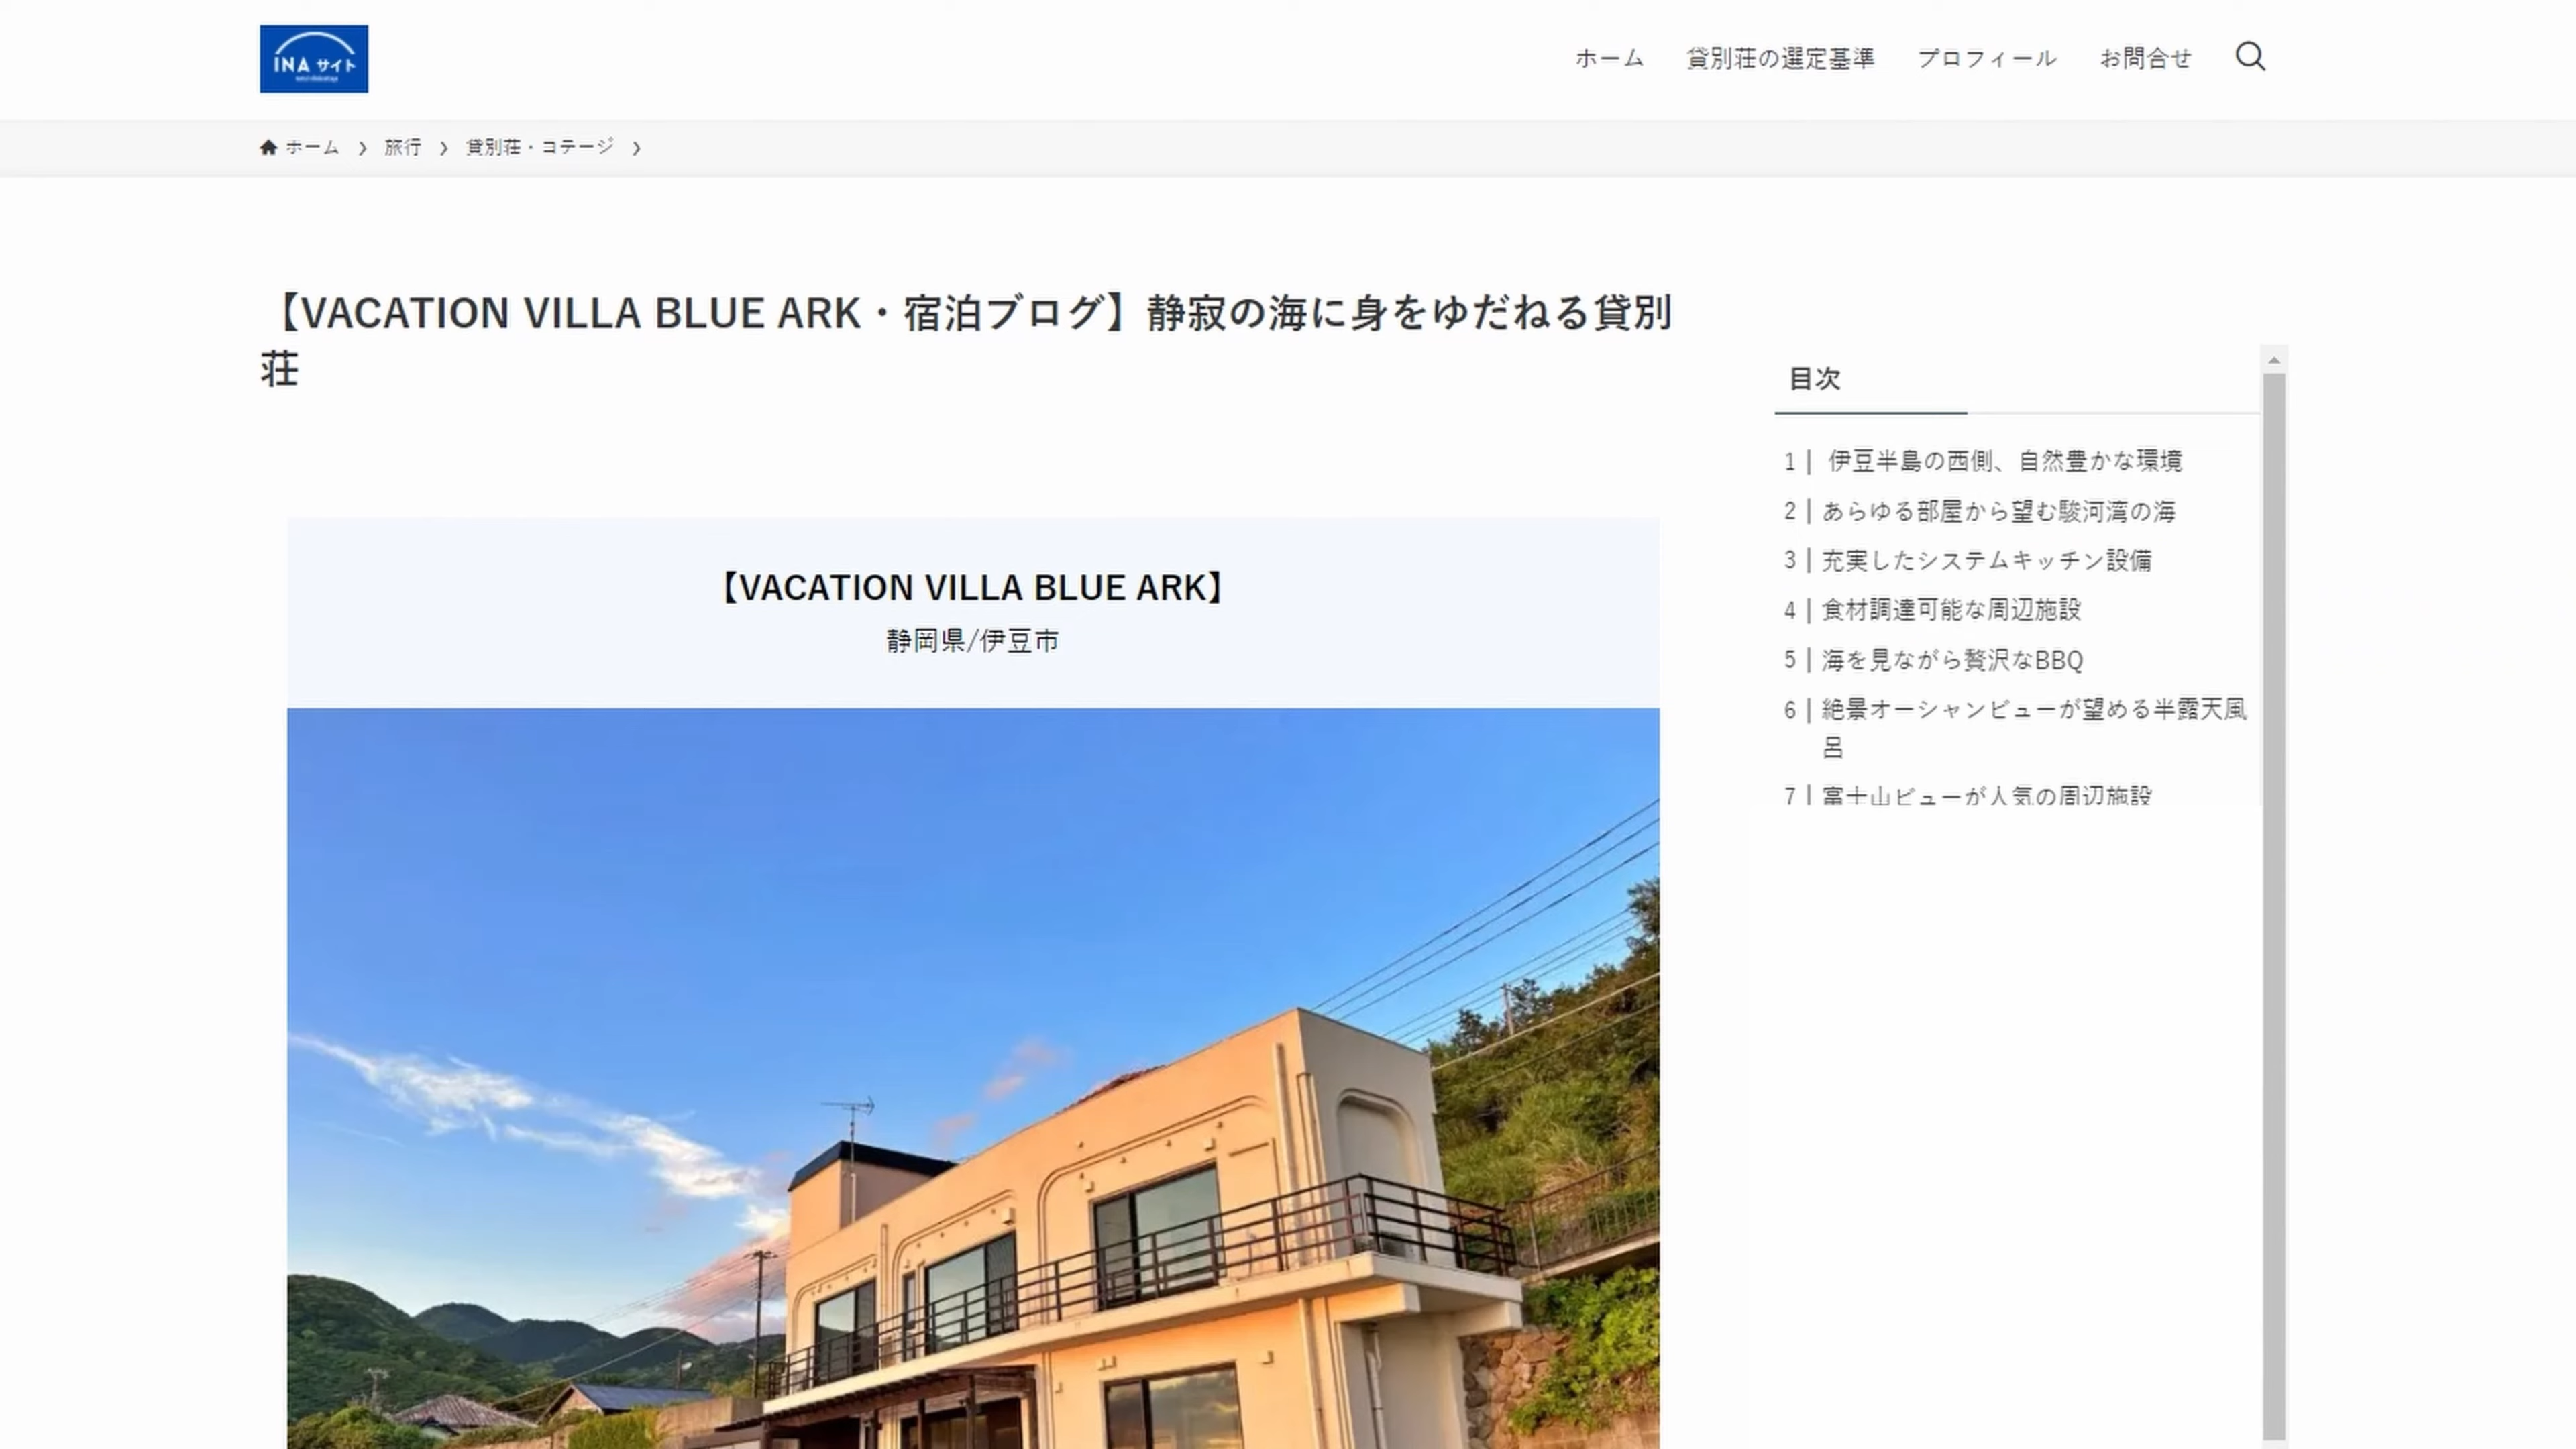 INA サイト
ホーム
貸別荘の選定基準
プロフィール
お問合せ
ホーム
旅行
貸別荘・コテージ
【VACATION VILLA BLUE ARK・宿泊ブログ】静寂の海に身をゆだねる貸別
荘
【VACATION VILLA BLUE ARK】
静岡県/伊豆市
目次
1 | 伊豆半島の西側、自然豊かな環境
2 | あらゆる部屋から望む駿河湾の海
3 | 充実したシステムキッチン設備
4 | 食材調達可能な周辺施設
5 | 海を見ながら贅沢なBBQ
6 | 絶景オーシャンビューが望める半露天風
呂
7 | 富士山ビューが人気の周辺施設